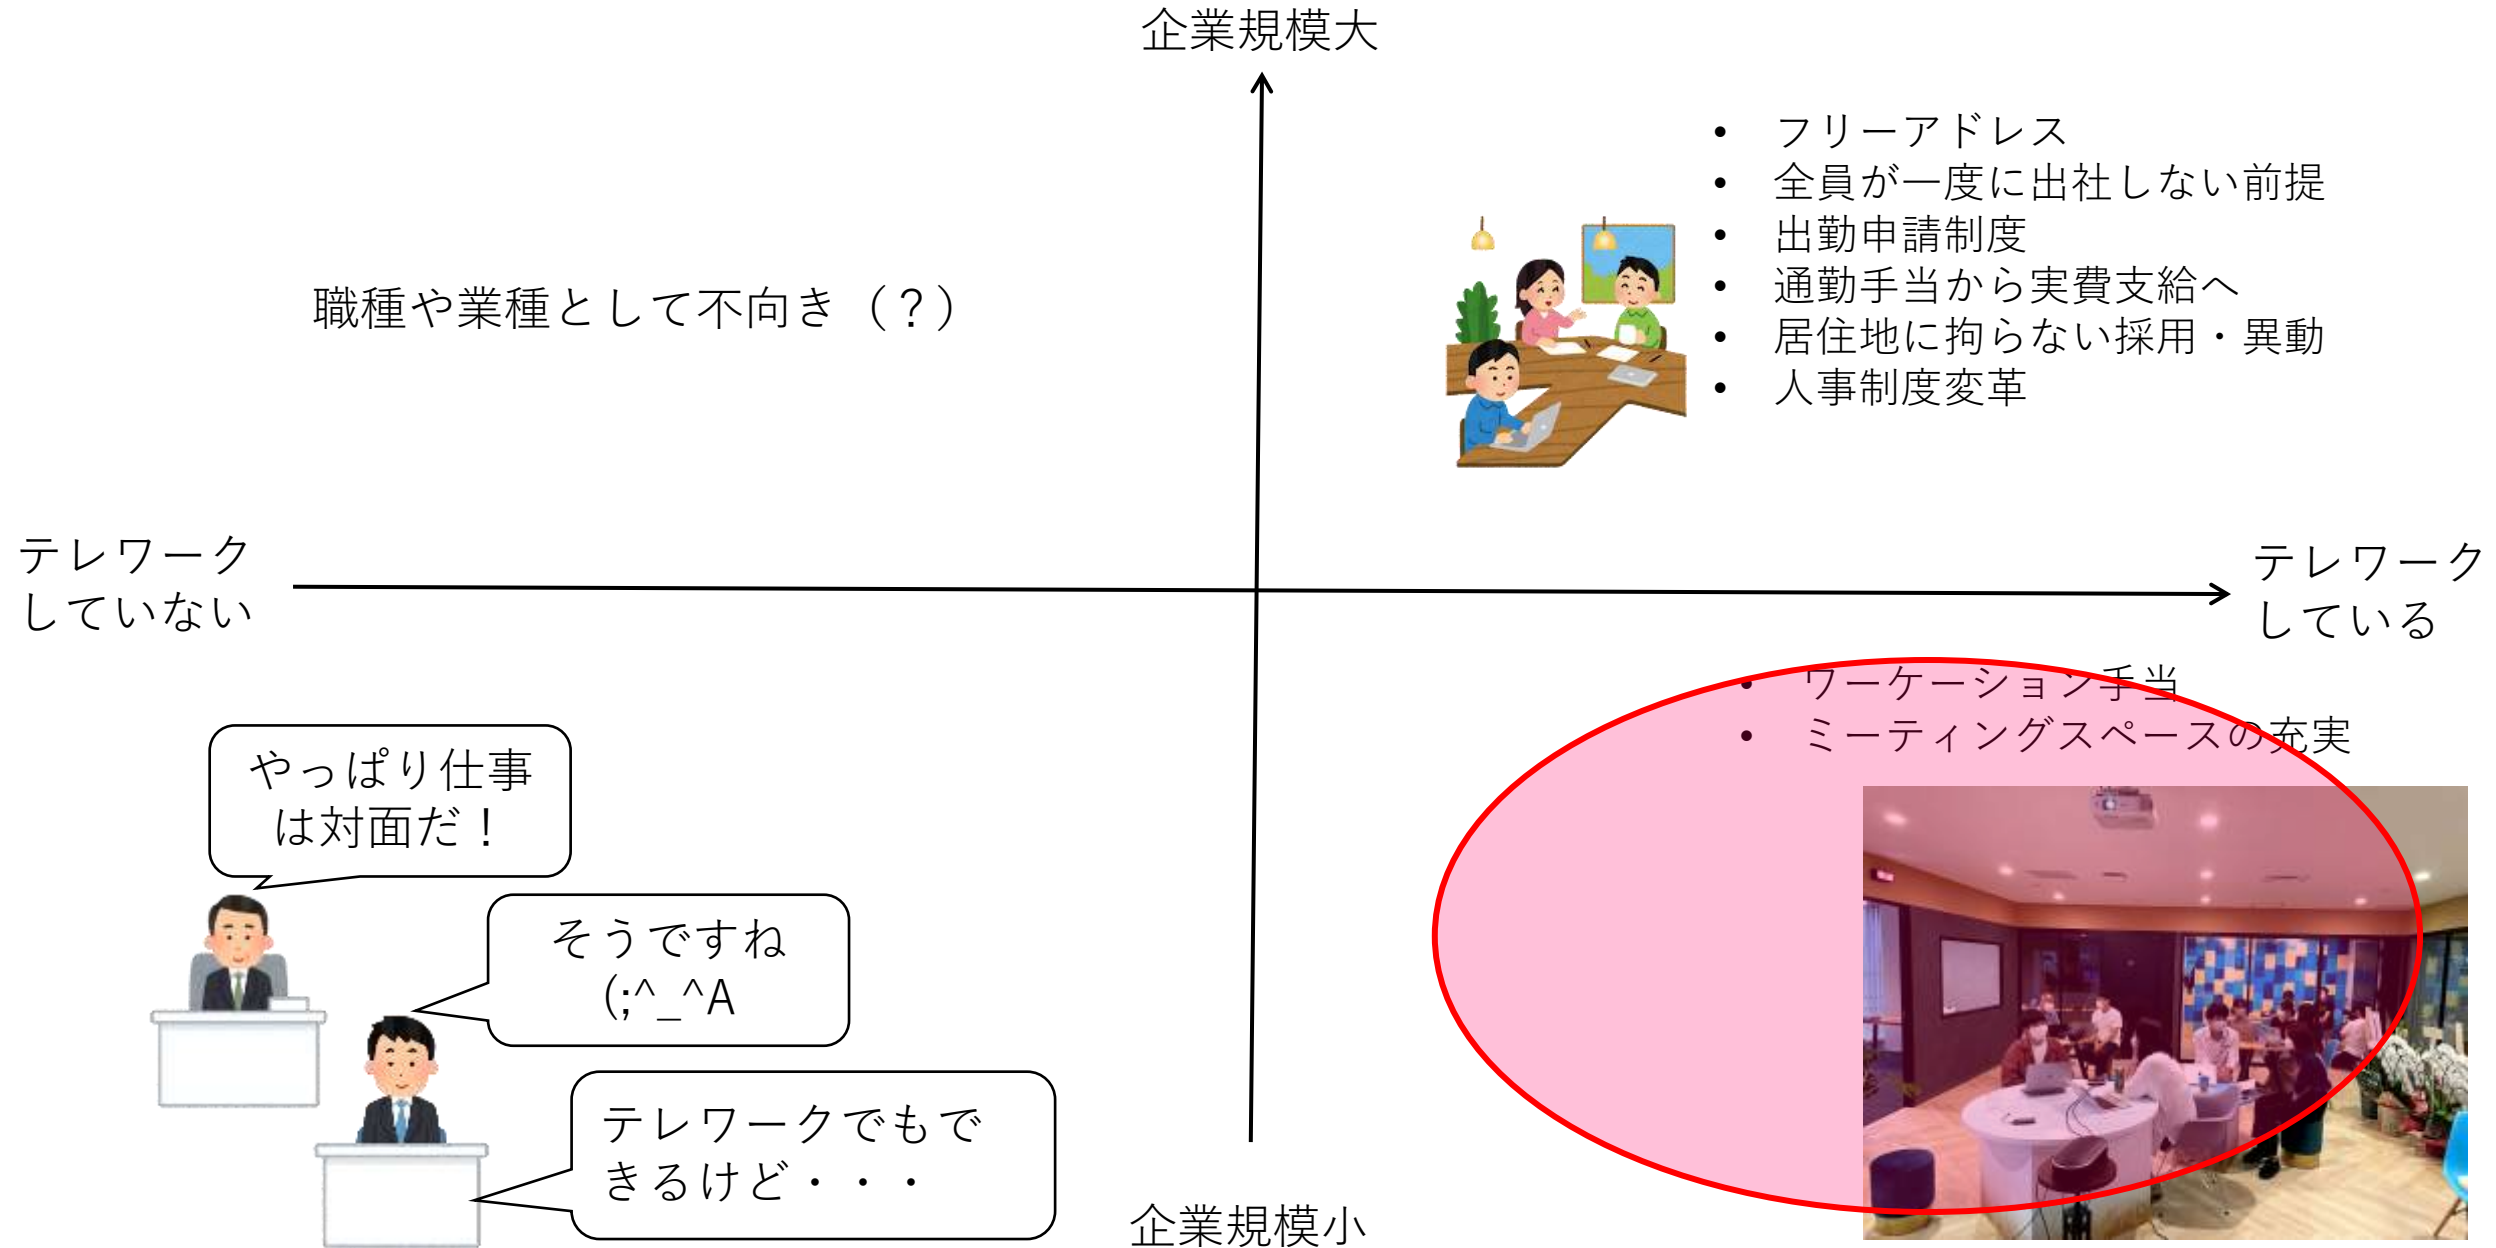 企業規模大
• フリーアドレス
• 全員が一度に出社しない前提
• 出勤申請制度
• 通勤手当から実費支給へ
• 居住地に拘らない採用・異動
• 人事制度変革
職種や業種として不向き（？）
テレワーク
していない
テレワーク
している
• ワーケーション手当
• ミーティングスペースの充実
やっぱり仕事
は対面だ！
そうですね
(;^_^A
テレワークでもで
きるけど・・・
企業規模小